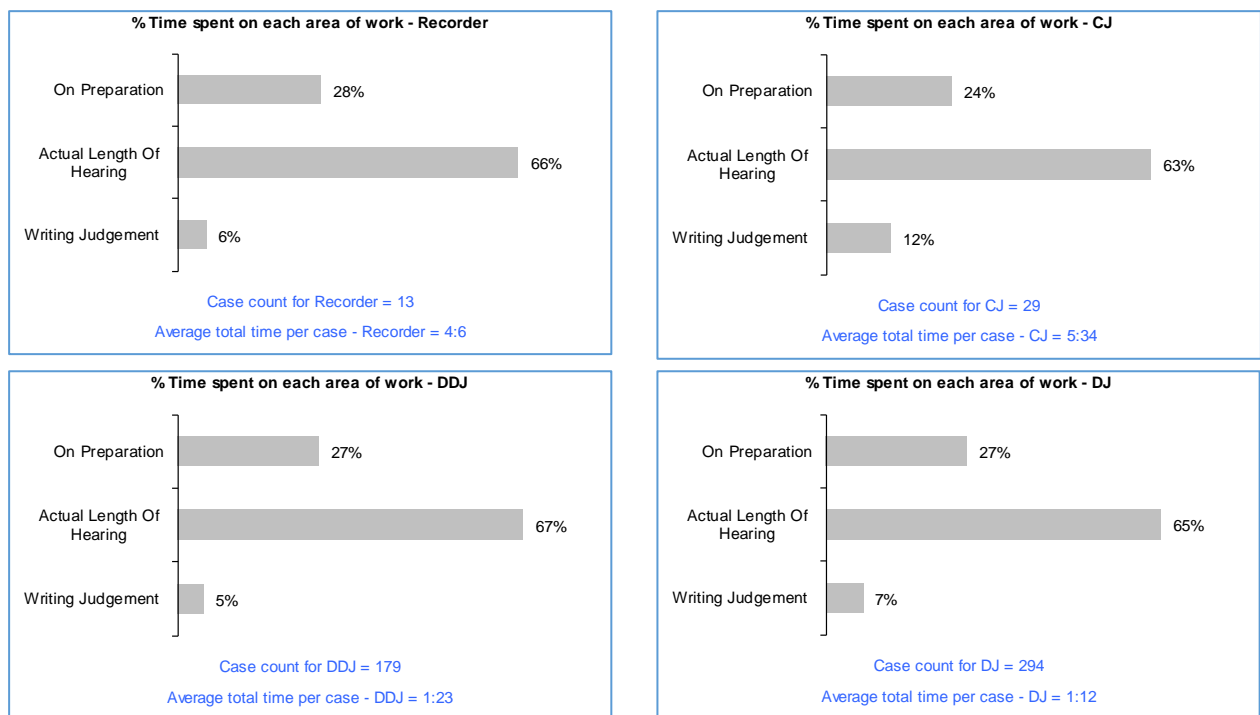 % Time spent on each area of work - Recorder
On Preparation
28%
Actual Length Of
Hearing
66%
Writing Judgement
6%
Case count for Recorder = 13
Average total time per case - Recorder = 4:6
% Time spent on each area of work - CJ
On Preparation
24%
Actual Length Of
Hearing
63%
Writing Judgement
12%
Case count for CJ = 29
Average total time per case - CJ = 5:34
% Time spent on each area of work - DDJ
On Preparation
27%
Actual Length Of
Hearing
67%
Writing Judgement
5%
Case count for DDJ = 179
Average total time per case - DDJ = 1:23
% Time spent on each area of work - DJ
On Preparation
27%
Actual Length Of
Hearing
65%
Writing Judgement
7%
Case count for DJ = 294
Average total time per case - DJ = 1:12